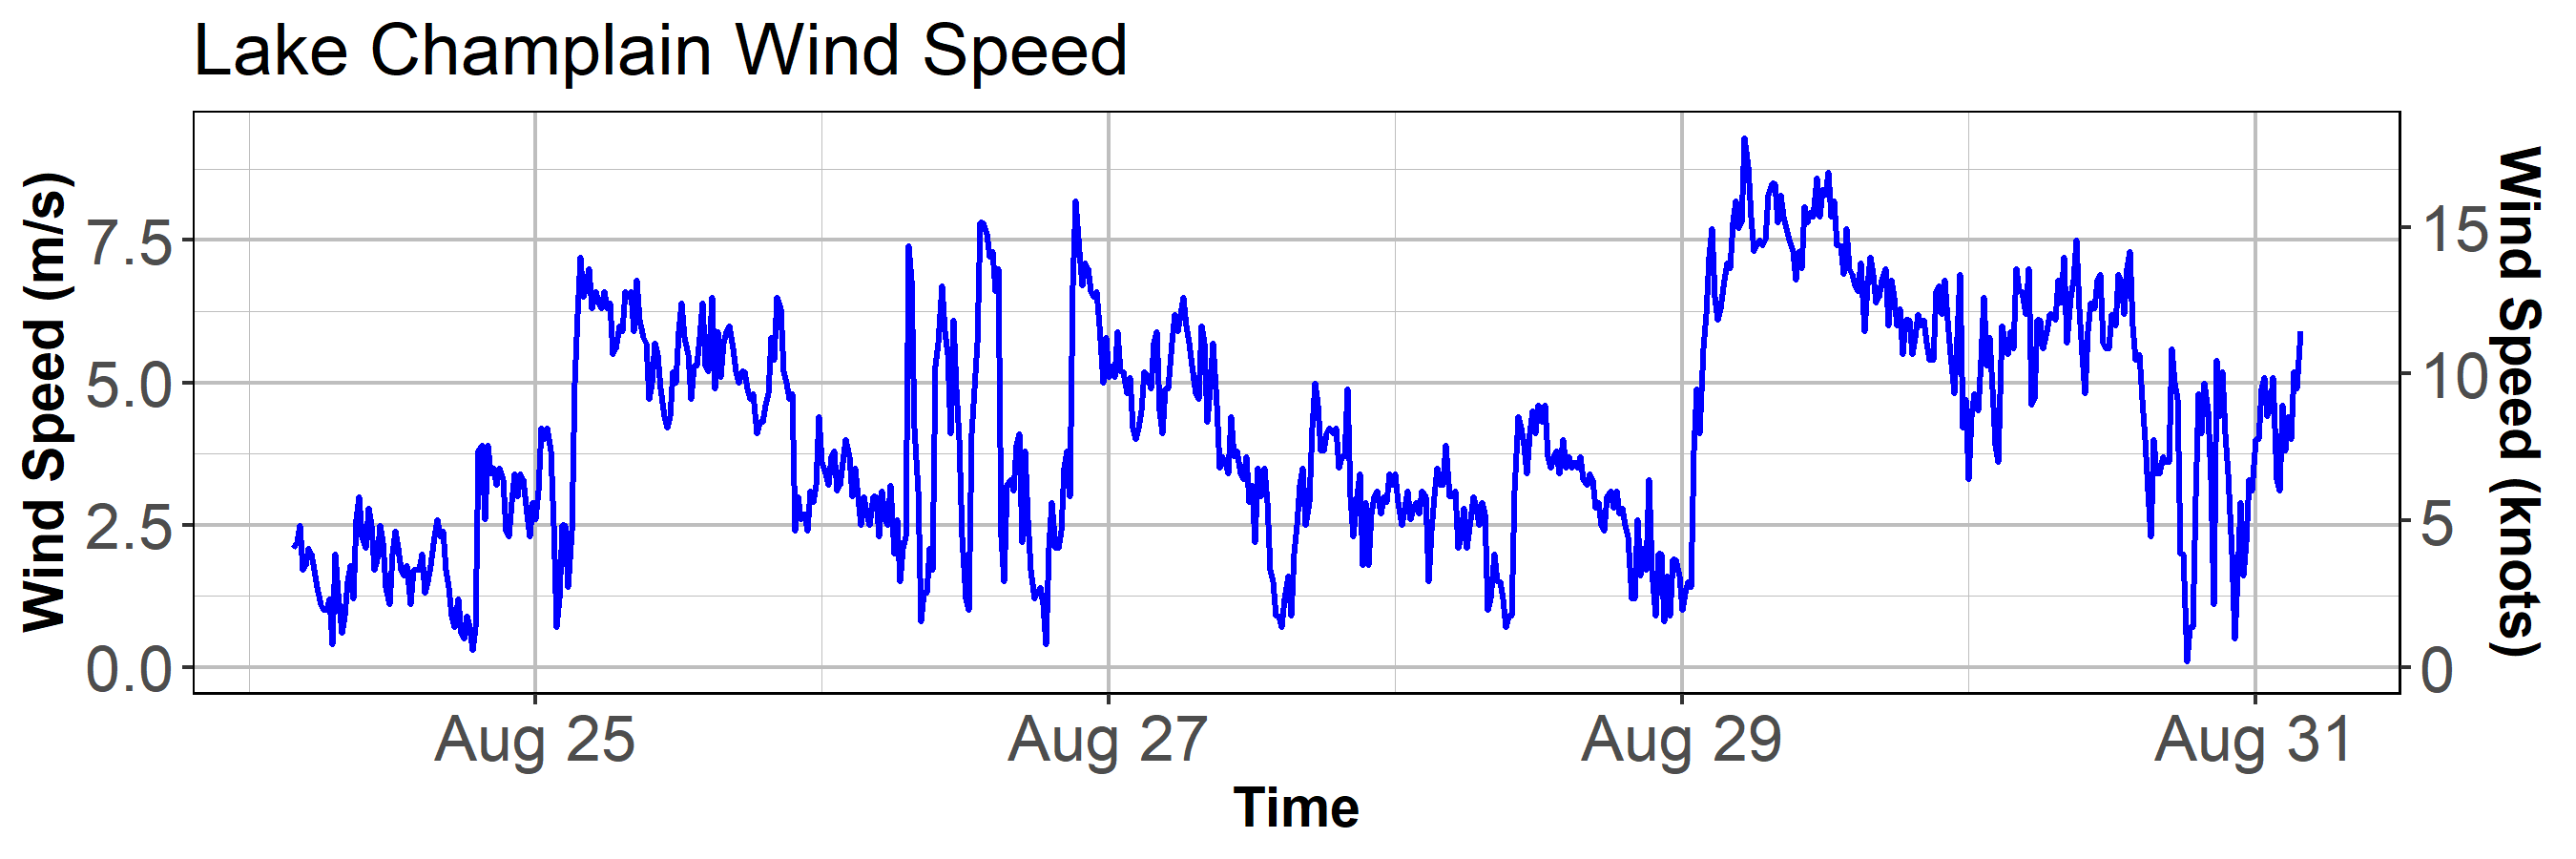 Lake Champlain Wind Speed
Wind Speed (m/s)
7.5
5.0
2.5
0.0
15
10
5
0
Wind Speed (knots)
Aug 25
Aug 27
Aug 29
Aug 31
Time